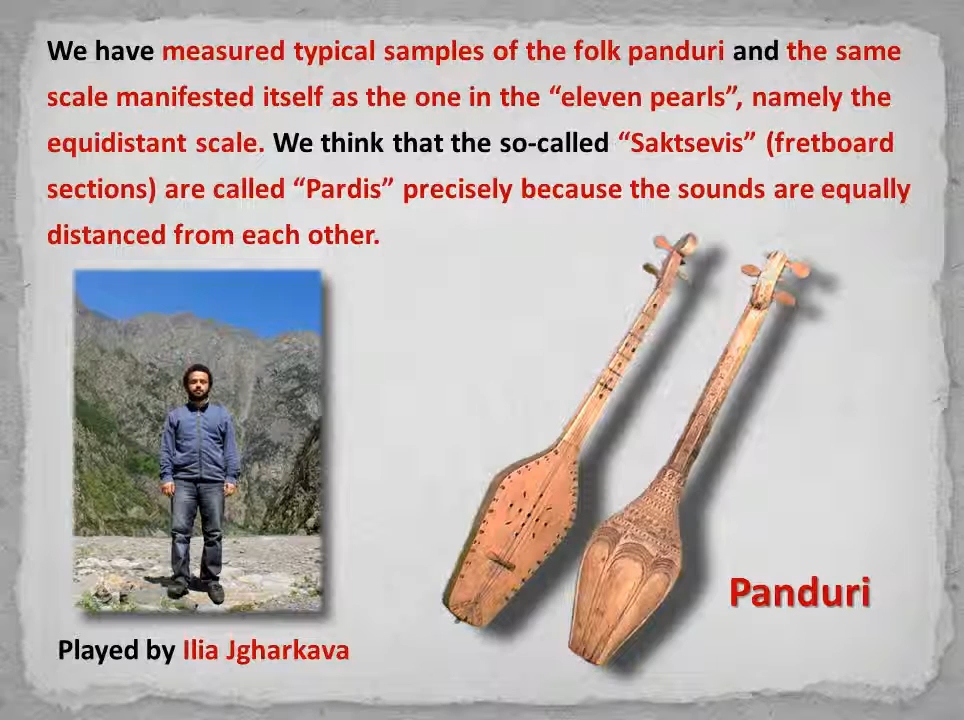 We have measured typical samples of the folk panduri and the same
scale manifested itself as the one in the “eleven pearls”, namely the
equidistant scale. We think that the so-called “Saktsevis” (fretboard
sections) are called “Pardis” precisely because the sounds are equally
distanced from each other.
Panduri
Played by Ilia Jgharkava